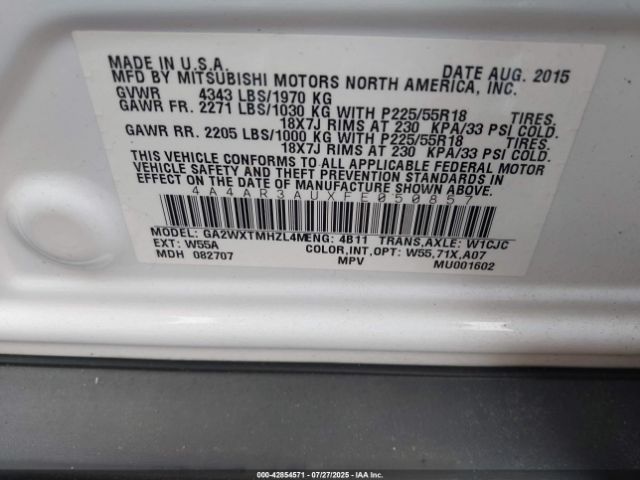 MADE IN U.S.A. DATE AUG. 2015
MFD BY MITSUBISHI MOTORS NORTH AMERICA, INC.
GVWR 4343 LBS/1970 KG
GAWR FR. 2271 LBS/1030 KG WITH P225/55R18 TIRES.
18X7J RIMS AT 230 KPA/33 PSI COLD.
GAWR RR. 2205 LBS/1000 KG WITH P225/55R18 TIRES.
18X7J RIMS AT 230 KPA/33 PSI COLD.
THIS VEHICLE CONFORMS TO ALL APPLICABLE FEDERAL MOTOR
VEHICLE SAFETY AND THEFT PREVENTION STANDARDS IN
EFFECT ON THE DATE OF MANUFACTURE SHOWN ABOVE.
4A4AR3AUXFE050857
MODEL: GA2WXTMHZL4M ENG: 4B11 TRANS,AXLE: W1CJC
EXT: W55A COLOR,INT,OPT: W55,71X,A07
MDH 082707 MPV MU001602
000-42854571 | 07/27/2025 | IAA Inc.